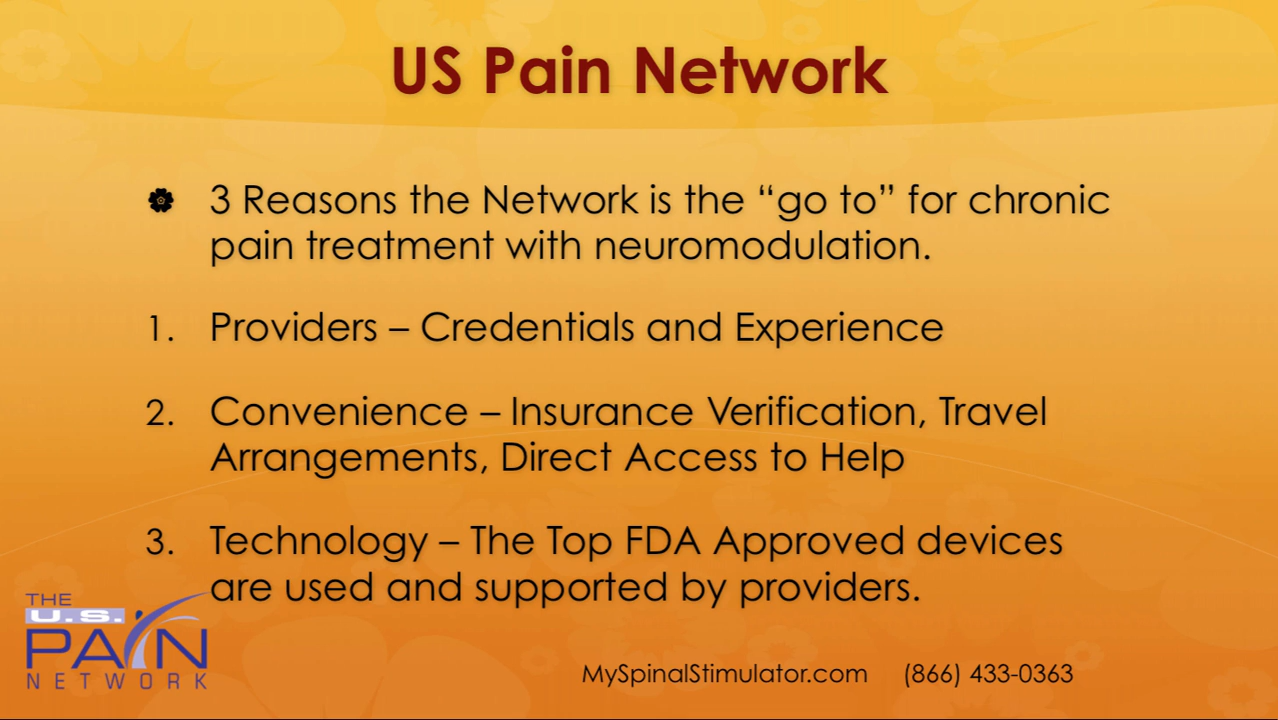 US Pain Network
3 Reasons the Network is the “go to” for chronic
pain treatment with neuromodulation.
1. Providers – Credentials and Experience
2. Convenience – Insurance Verification, Travel
Arrangements, Direct Access to Help
3. Technology – The Top FDA Approved devices
are used and supported by providers.
THE
U.S.
PAIN
NETWORK
MySpinalStimulator.com (866) 433-0363